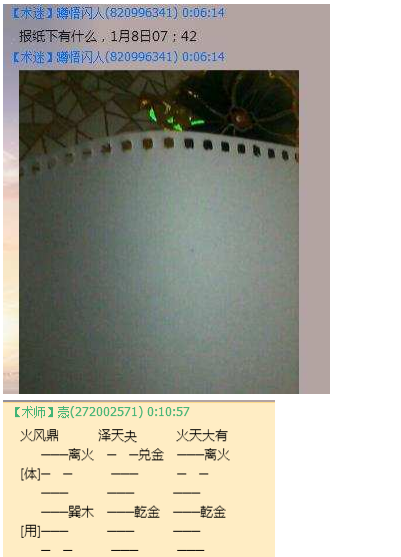 【术迷】蹲悟闪人(820996341) 0:06:14
报纸下有什么，1月8日07；42
【术迷】蹲悟闪人(820996341) 0:06:14
【术师】悫(272002571) 0:10:57
火风鼎 泽天夬 火天大有
——离火 — —兑金 ——离火
[体]— — —— — —
—— —— ——
——巽木 ——乾金 ——乾金
[用]—— —— ——
— — —— ——